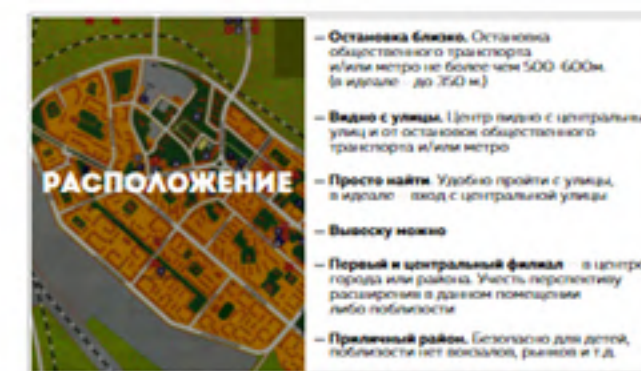 РАСПОЛОЖЕНИЕ
– Остановка близко. Остановка
общественного транспорта
и/или метро не более чем 500-600м.
(в идеале до 350 м.)
– Видно с улицы. Центр видно с центральны
улиц и от остановок общественного
транспорта и/или метро
– Просто найти. Удобно пройти с улицы,
в идеале вход с центральной улицы
– Вывеску можно
– Первый и центральный филиал в центре
города или района. Учесть перспективу
расширения в данном помещении
либо поблизости
– Приличный район. Безопасно для детей,
поблизости нет вокзалов, рынков и т.д.